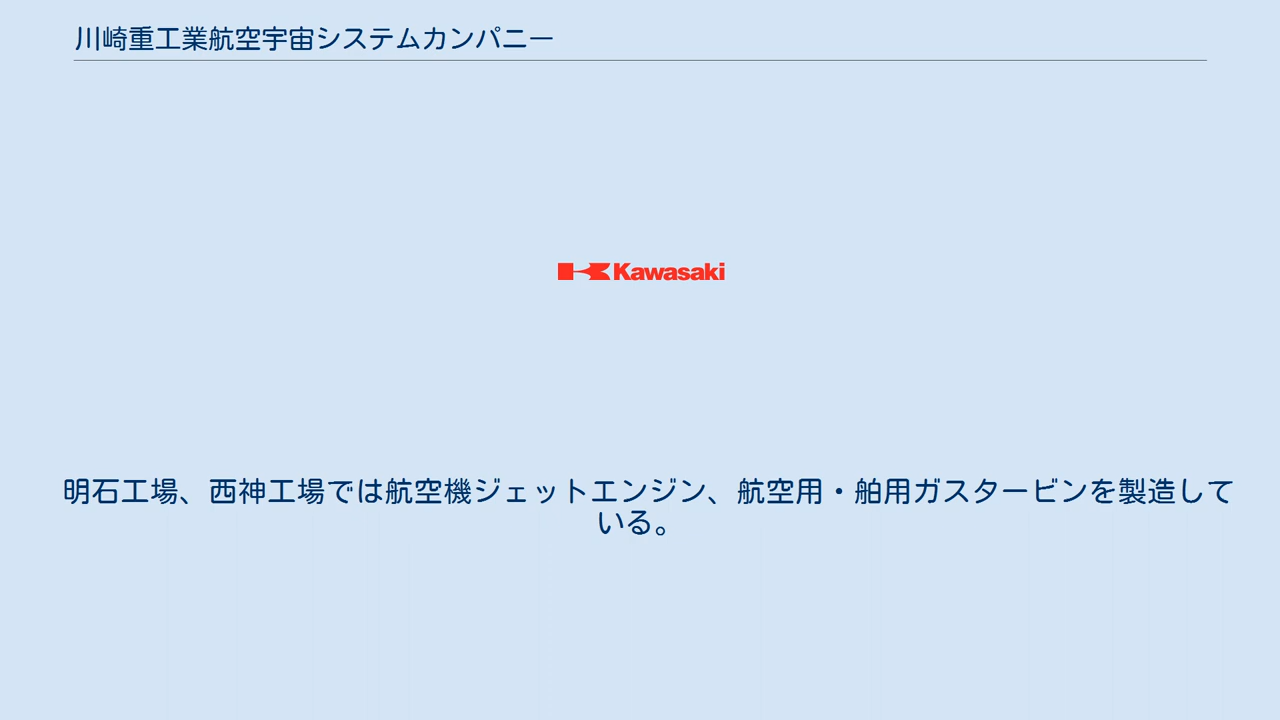 川崎重工業航空宇宙システムカンパニー
Kawasaki
明石工場、西神工場では航空機ジェットエンジン、航空用・舶用ガスタービンを製造して
いる。